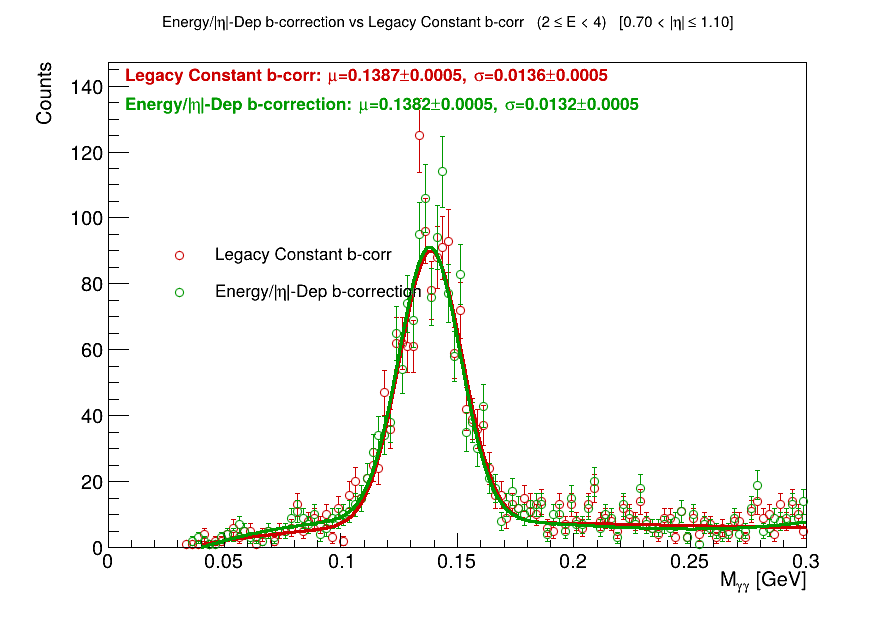 Energy/|η|-Dep b-correction vs Legacy Constant b-corr (2 ≤ E < 4) [0.70 < |η| ≤ 1.10]
Counts
Legacy Constant b-corr: μ=0.1387±0.0005, σ=0.0136±0.0005
Energy/|η|-Dep b-correction: μ=0.1382±0.0005, σ=0.0132±0.0005
140
120
100
80
60
40
20
0
Legacy Constant b-corr
Energy/|η|-Dep b-correction
0 0.05 0.1 0.15 0.2 0.25 0.3
Mγγ [GeV]